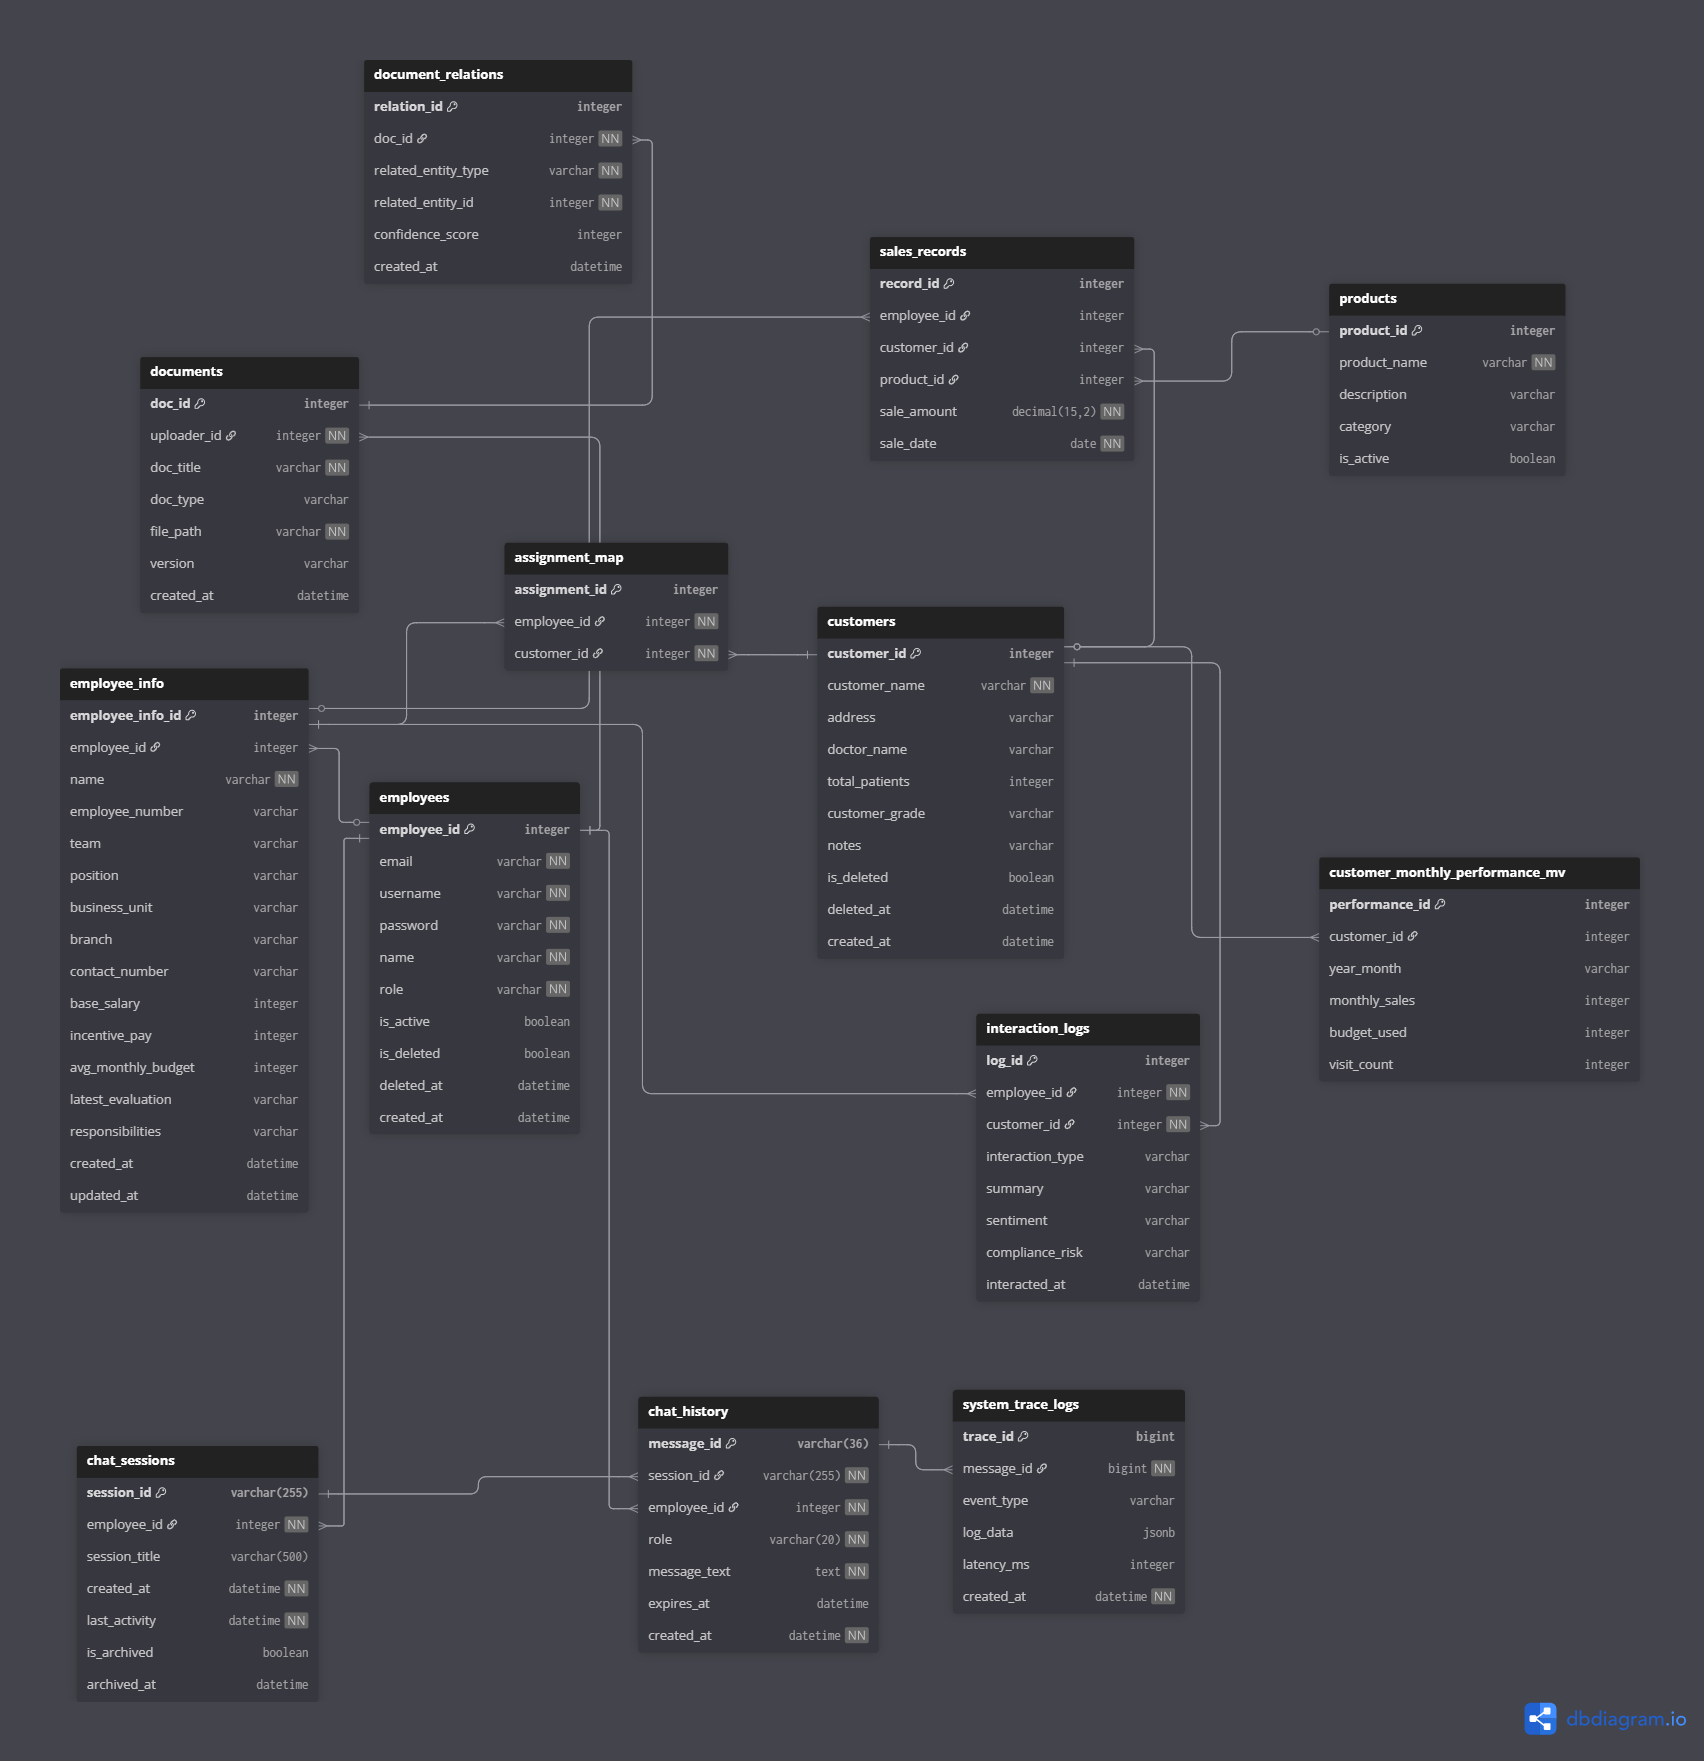 document_relations
relation_id integer
doc_id integer NN
related_entity_type varchar NN
related_entity_id integer NN
confidence_score integer
created_at datetime
sales_records
record_id integer
employee_id integer
customer_id integer
product_id integer
sale_amount decimal(15,2) NN
sale_date date NN
products
product_id integer
product_name varchar NN
description varchar
category varchar
is_active boolean
documents
doc_id integer
uploader_id integer NN
doc_title varchar NN
doc_type varchar
file_path varchar NN
version varchar
created_at datetime
assignment_map
assignment_id integer
employee_id integer NN
customer_id integer NN
customers
customer_id integer
customer_name varchar NN
address varchar
doctor_name varchar
total_patients integer
customer_grade varchar
notes varchar
is_deleted boolean
deleted_at datetime
created_at datetime
employee_info
employee_info_id integer
employee_id integer
name varchar NN
employee_number varchar
team varchar
position varchar
business_unit varchar
branch varchar
contact_number varchar
base_salary integer
incentive_pay integer
avg_monthly_budget integer
latest_evaluation varchar
responsibilities varchar
created_at datetime
updated_at datetime
employees
employee_id integer
email varchar NN
username varchar NN
password varchar NN
name varchar NN
role varchar NN
is_active boolean
is_deleted boolean
deleted_at datetime
created_at datetime
customer_monthly_performance_mv
performance_id integer
customer_id integer
year_month varchar
monthly_sales integer
budget_used integer
visit_count integer
interaction_logs
log_id integer
employee_id integer NN
customer_id integer NN
interaction_type varchar
summary varchar
sentiment varchar
compliance_risk varchar
interacted_at datetime
chat_sessions
session_id varchar(255)
employee_id integer NN
session_title varchar(500)
created_at datetime NN
last_activity datetime NN
is_archived boolean
archived_at datetime
chat_history
message_id varchar(36)
session_id varchar(255) NN
employee_id integer NN
role varchar(20) NN
message_text text NN
expires_at datetime
created_at datetime NN
system_trace_logs
trace_id bigint
message_id bigint NN
event_type varchar
log_data jsonb
latency_ms integer
created_at datetime NN
dbdiagram.io